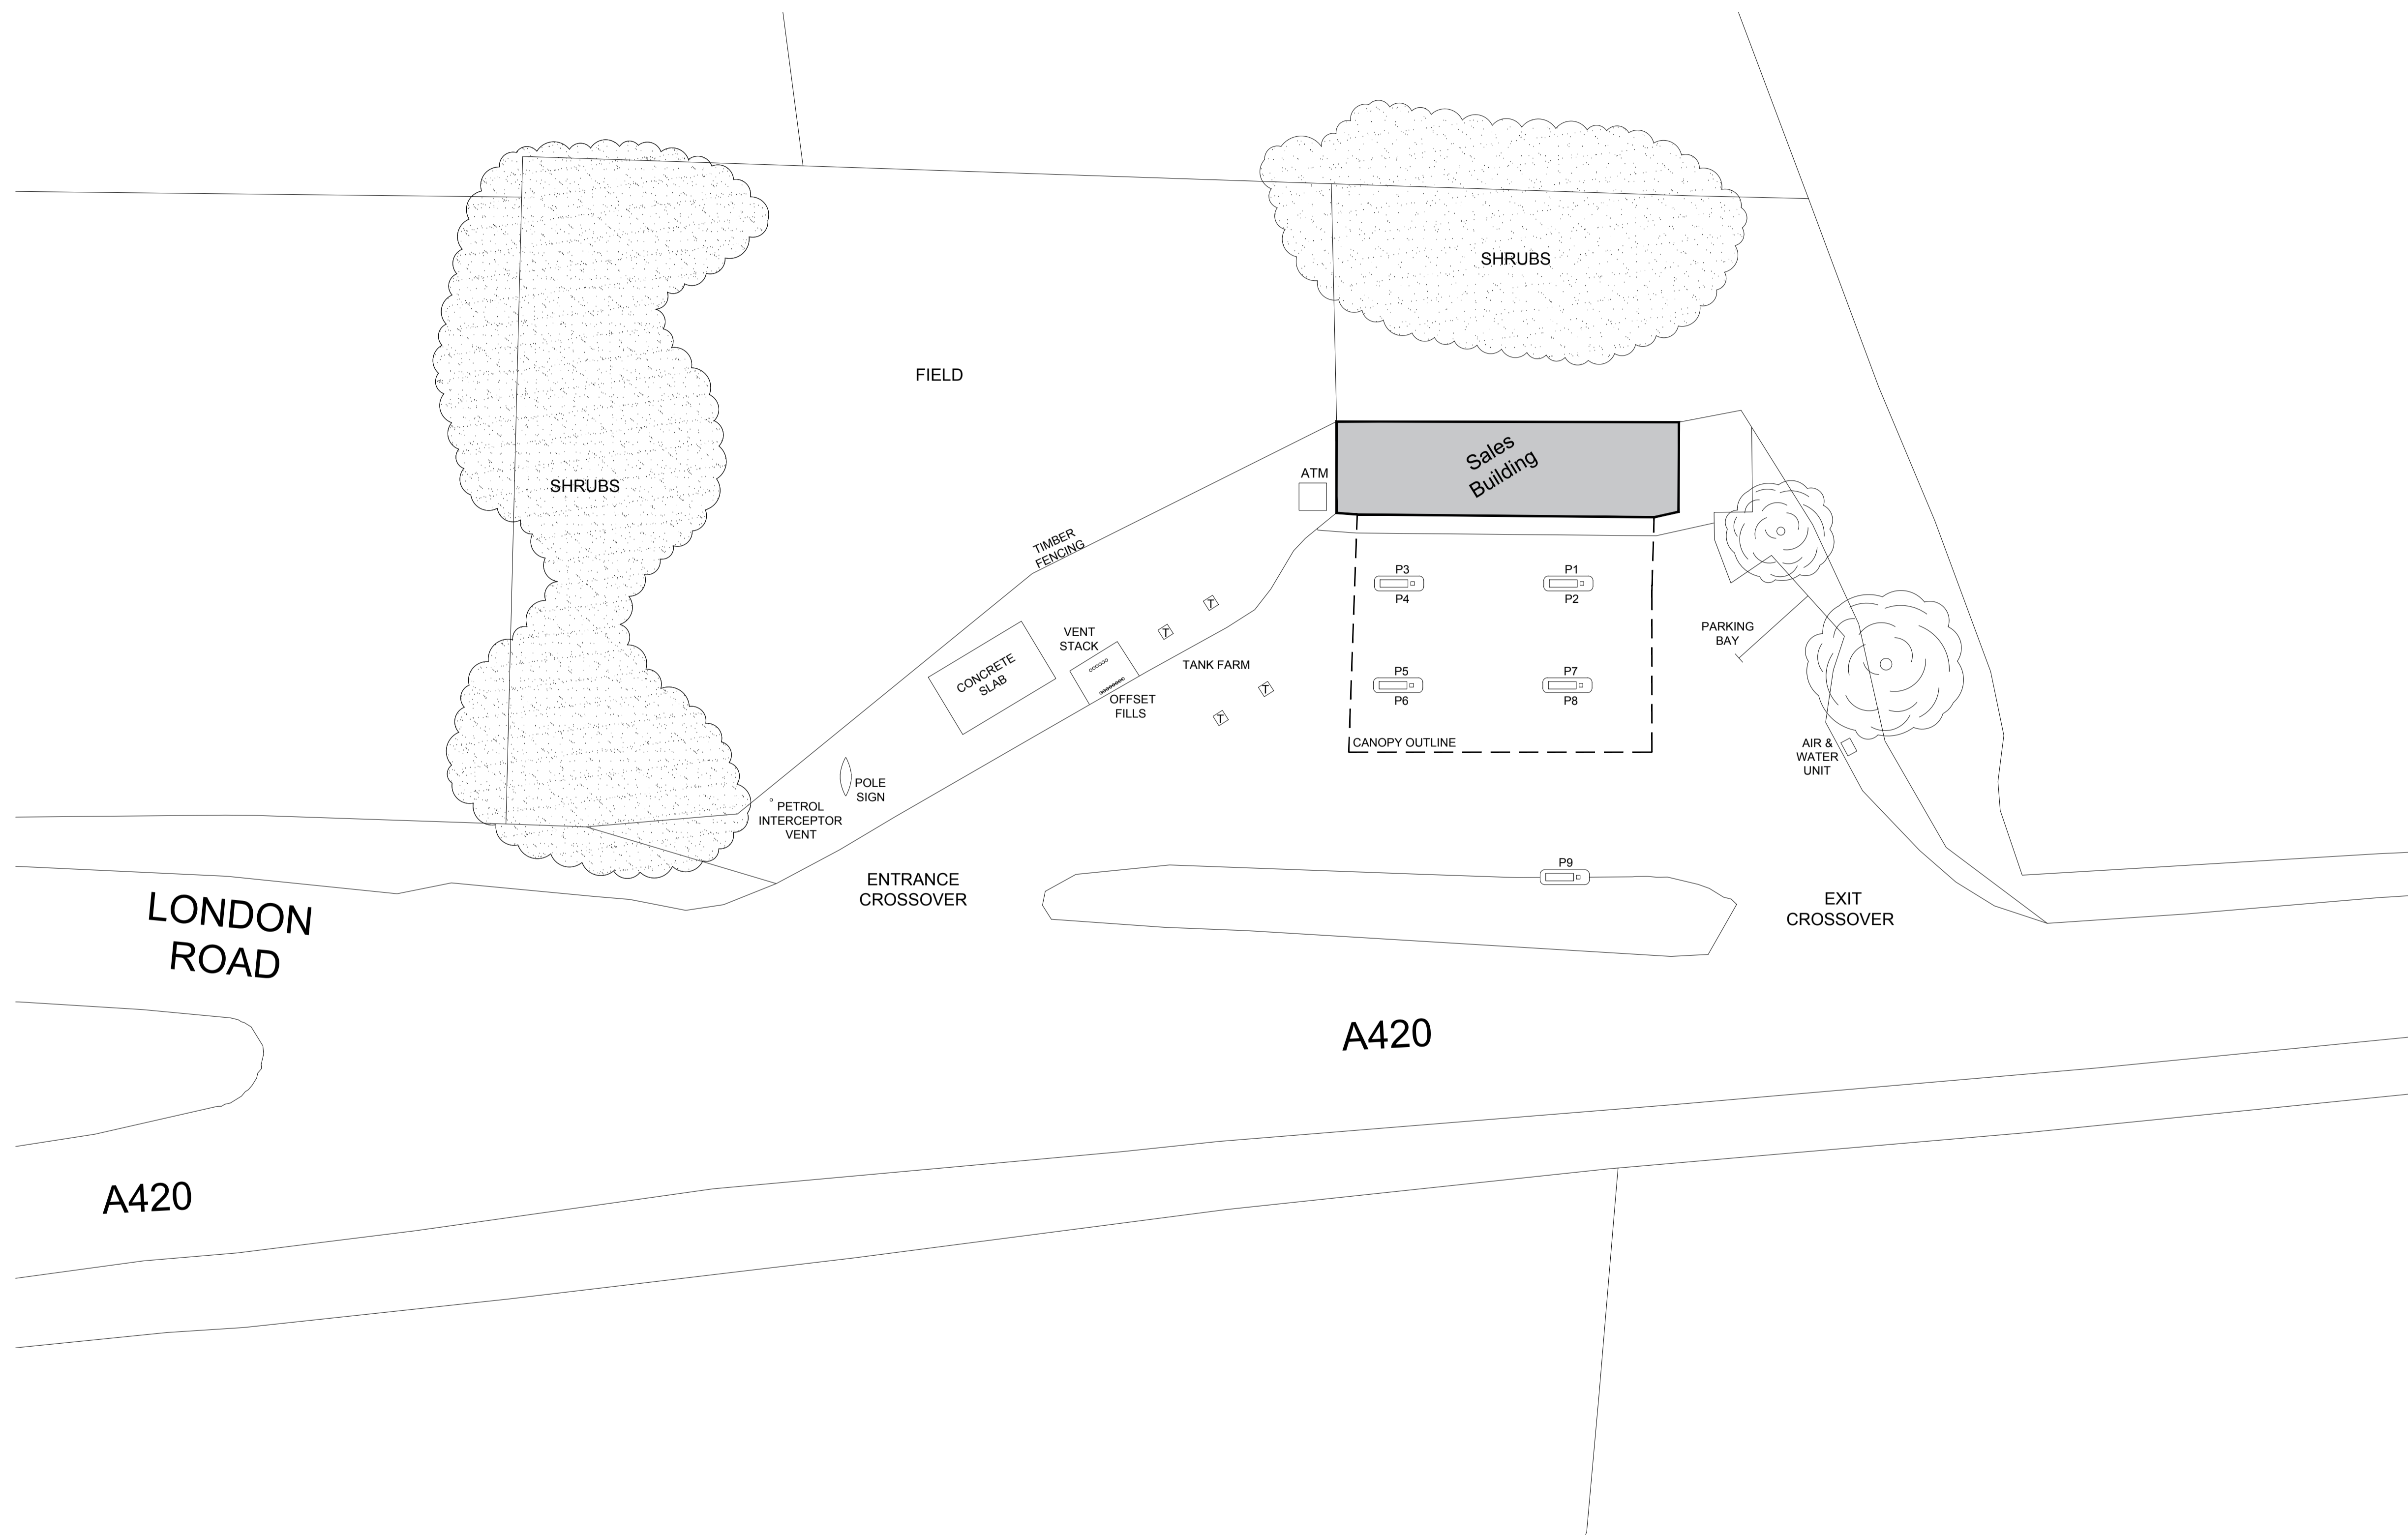 SHRUBS
FIELD
SHRUBS
Sales
Building
ATM
TIMBER
FENCING
P3
P4
P1
P2
T
T
VENT
STACK
PARKING
BAY
CONCRETE
SLAB
TANK FARM
T
T
OFFSET
FILLS
P5
P6
P7
P8
CANOPY OUTLINE
AIR &
WATER
UNIT
POLE
SIGN
PETROL
INTERCEPTOR
VENT
P9
ENTRANCE
CROSSOVER
EXIT
CROSSOVER
LONDON
ROAD
A420
A420